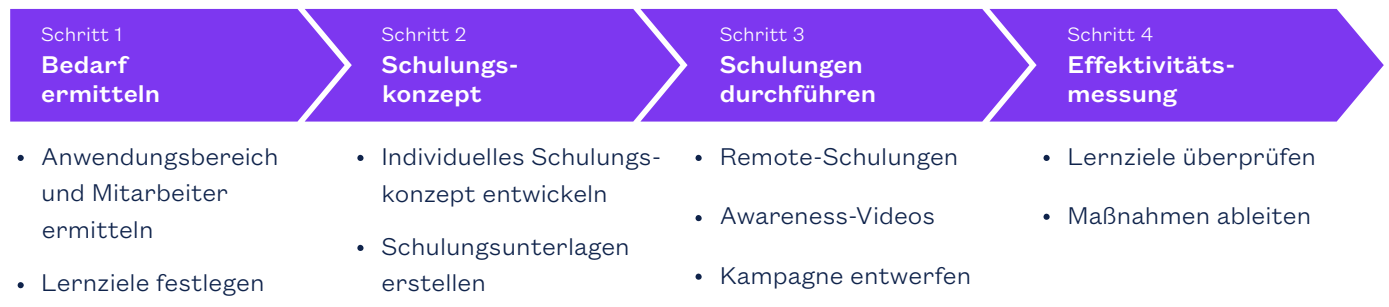 Schritt 1
Bedarf
ermitteln
• Anwendungsbereich
und Mitarbeiter
ermitteln
• Lernziele festlegen
Schritt 2
Schulungs-
konzept
• Individuelles Schulungs-
konzept entwickeln
• Schulungsunterlagen
erstellen
Schritt 3
Schulungen
durchführen
• Remote-Schulungen
• Awareness-Videos
• Kampagne entwerfen
Schritt 4
Effektivitäts-
messung
• Lernziele überprüfen
• Maßnahmen ableiten